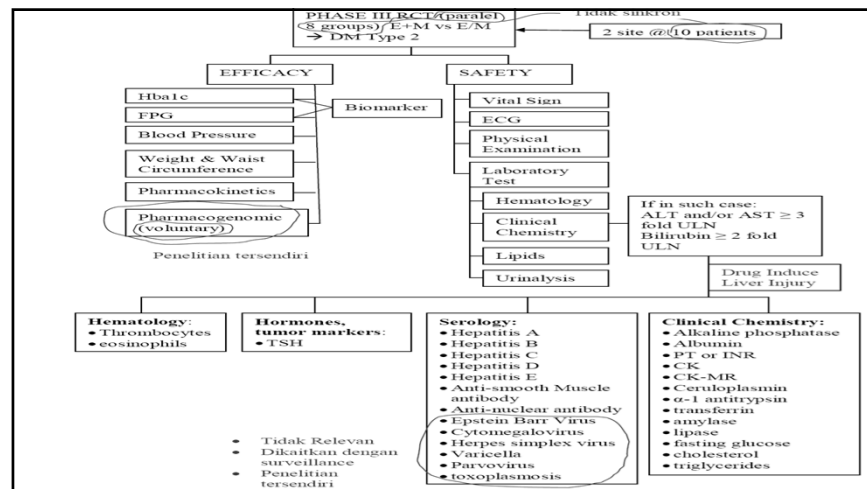 PHASE III RCT (paralel
8 groups) E+M vs E/M
→ DM Type 2
Tidak sinkron
2 site @ 10 patients
EFFICACY
SAFETY
Hba1c
FPG
Biomarker
Blood Pressure
Weight & Waist
Circumference
Pharmacokinetics
Pharmacogenomic
(voluntary)
Penelitian tersendiri
Vital Sign
ECG
Physical
Examination
Laboratory
Test
Hematology
Clinical
Chemistry
Lipids
Urinalysis
If in such case:
ALT and/or AST ≥ 3
fold ULN
Bilirubin ≥ 2 fold
ULN
Drug Induce
Liver Injury
Hematology:
• Thrombocytes
• eosinophils
Hormones,
tumor markers:
• TSH
Serology:
• Hepatitis A
• Hepatitis B
• Hepatitis C
• Hepatitis D
• Hepatitis E
• Anti-smooth Muscle
antibody
• Anti-nuclear antibody
• Epstein Barr Virus
• Cytomegalovirus
• Herpes simplex virus
• Varicella
• Parvovirus
• toxoplasmosis
Clinical Chemistry:
• Alkaline phosphatase
• Albumin
• PT or INR
• CK
• CK-MR
• Ceruloplasmin
• α-1 antitrypsin
• transferrin
• amylase
• lipase
• fasting glucose
• cholesterol
• triglycerides
• Tidak Relevan
• Dikaitkan dengan
surveillance
• Penelitian
tersendiri